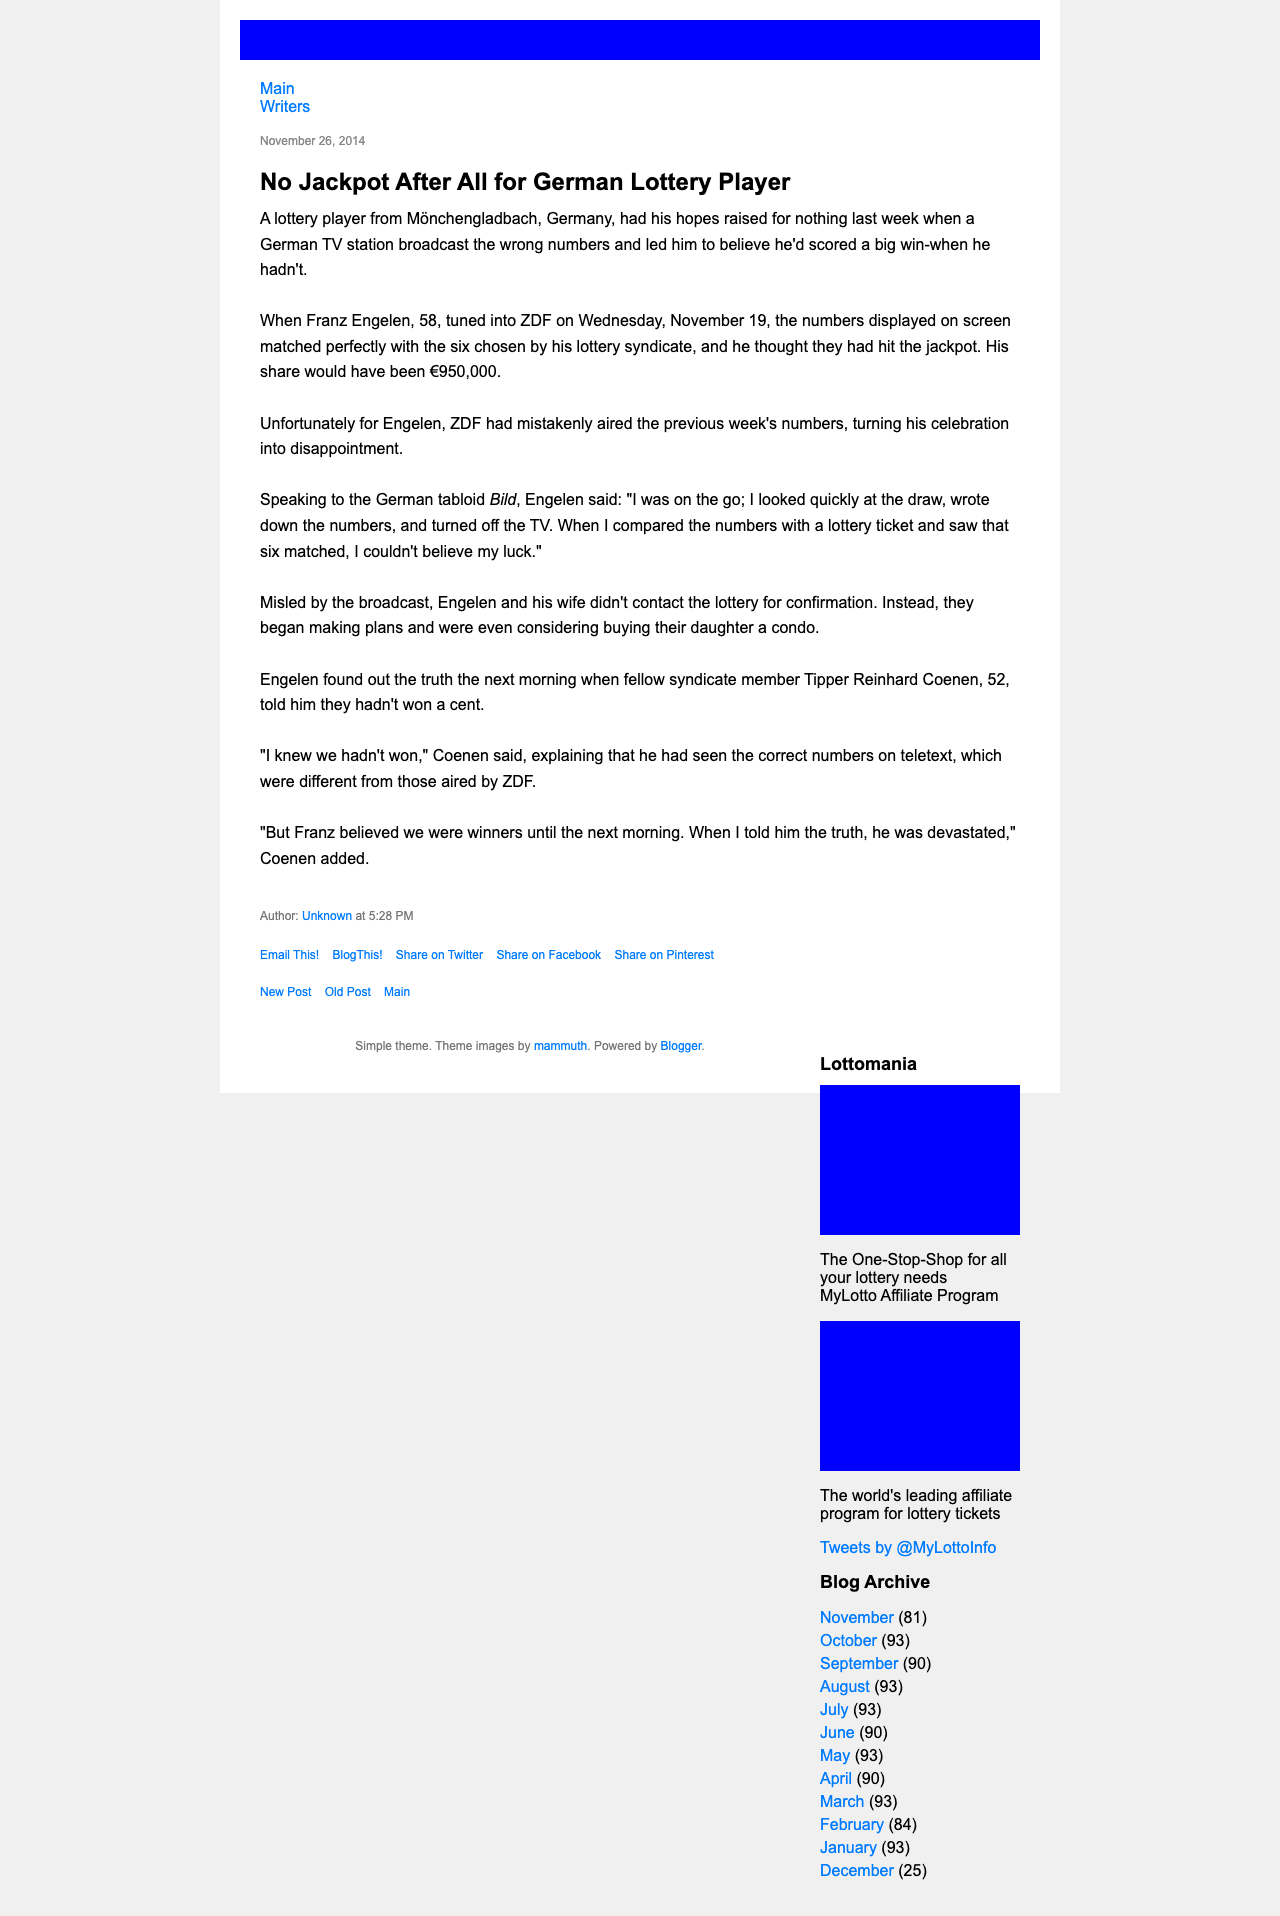 Main
Writers
November 26, 2014
No Jackpot After All for German Lottery Player
A lottery player from Mönchengladbach, Germany, had his hopes raised for nothing last week when a
German TV station broadcast the wrong numbers and led him to believe he'd scored a big win-when he
hadn't.
When Franz Engelen, 58, tuned into ZDF on Wednesday, November 19, the numbers displayed on screen
matched perfectly with the six chosen by his lottery syndicate, and he thought they had hit the jackpot. His
share would have been €950,000.
Unfortunately for Engelen, ZDF had mistakenly aired the previous week's numbers, turning his celebration
into disappointment.
Speaking to the German tabloid Bild, Engelen said: "I was on the go; I looked quickly at the draw, wrote
down the numbers, and turned off the TV. When I compared the numbers with a lottery ticket and saw that
six matched, I couldn't believe my luck."
Misled by the broadcast, Engelen and his wife didn't contact the lottery for confirmation. Instead, they
began making plans and were even considering buying their daughter a condo.
Engelen found out the truth the next morning when fellow syndicate member Tipper Reinhard Coenen, 52,
told him they hadn't won a cent.
"I knew we hadn't won," Coenen said, explaining that he had seen the correct numbers on teletext, which
were different from those aired by ZDF.
"But Franz believed we were winners until the next morning. When I told him the truth, he was devastated,"
Coenen added.
Author: Unknown at 5:28 PM
Email This! BlogThis! Share on Twitter Share on Facebook Share on Pinterest
New Post Old Post Main
Simple theme. Theme images by mammuth. Powered by Blogger.
Lottomania
The One-Stop-Shop for all
your lottery needs
MyLotto Affiliate Program
The world's leading affiliate
program for lottery tickets
Tweets by @MyLottoInfo
Blog Archive
November (81)
October (93)
September (90)
August (93)
July (93)
June (90)
May (93)
April (90)
March (93)
February (84)
January (93)
December (25)